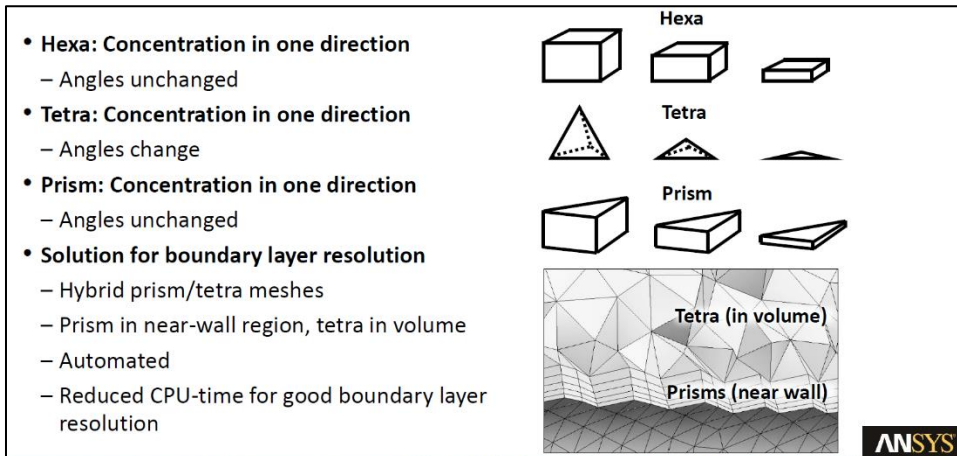 • Hexa: Concentration in one direction
– Angles unchanged
• Tetra: Concentration in one direction
– Angles change
• Prism: Concentration in one direction
– Angles unchanged
• Solution for boundary layer resolution
– Hybrid prism/tetra meshes
– Prism in near-wall region, tetra in volume
– Automated
– Reduced CPU-time for good boundary layer
resolution
Hexa
Tetra
Prism
Tetra (in volume)
Prisms (near wall)
ANSYS